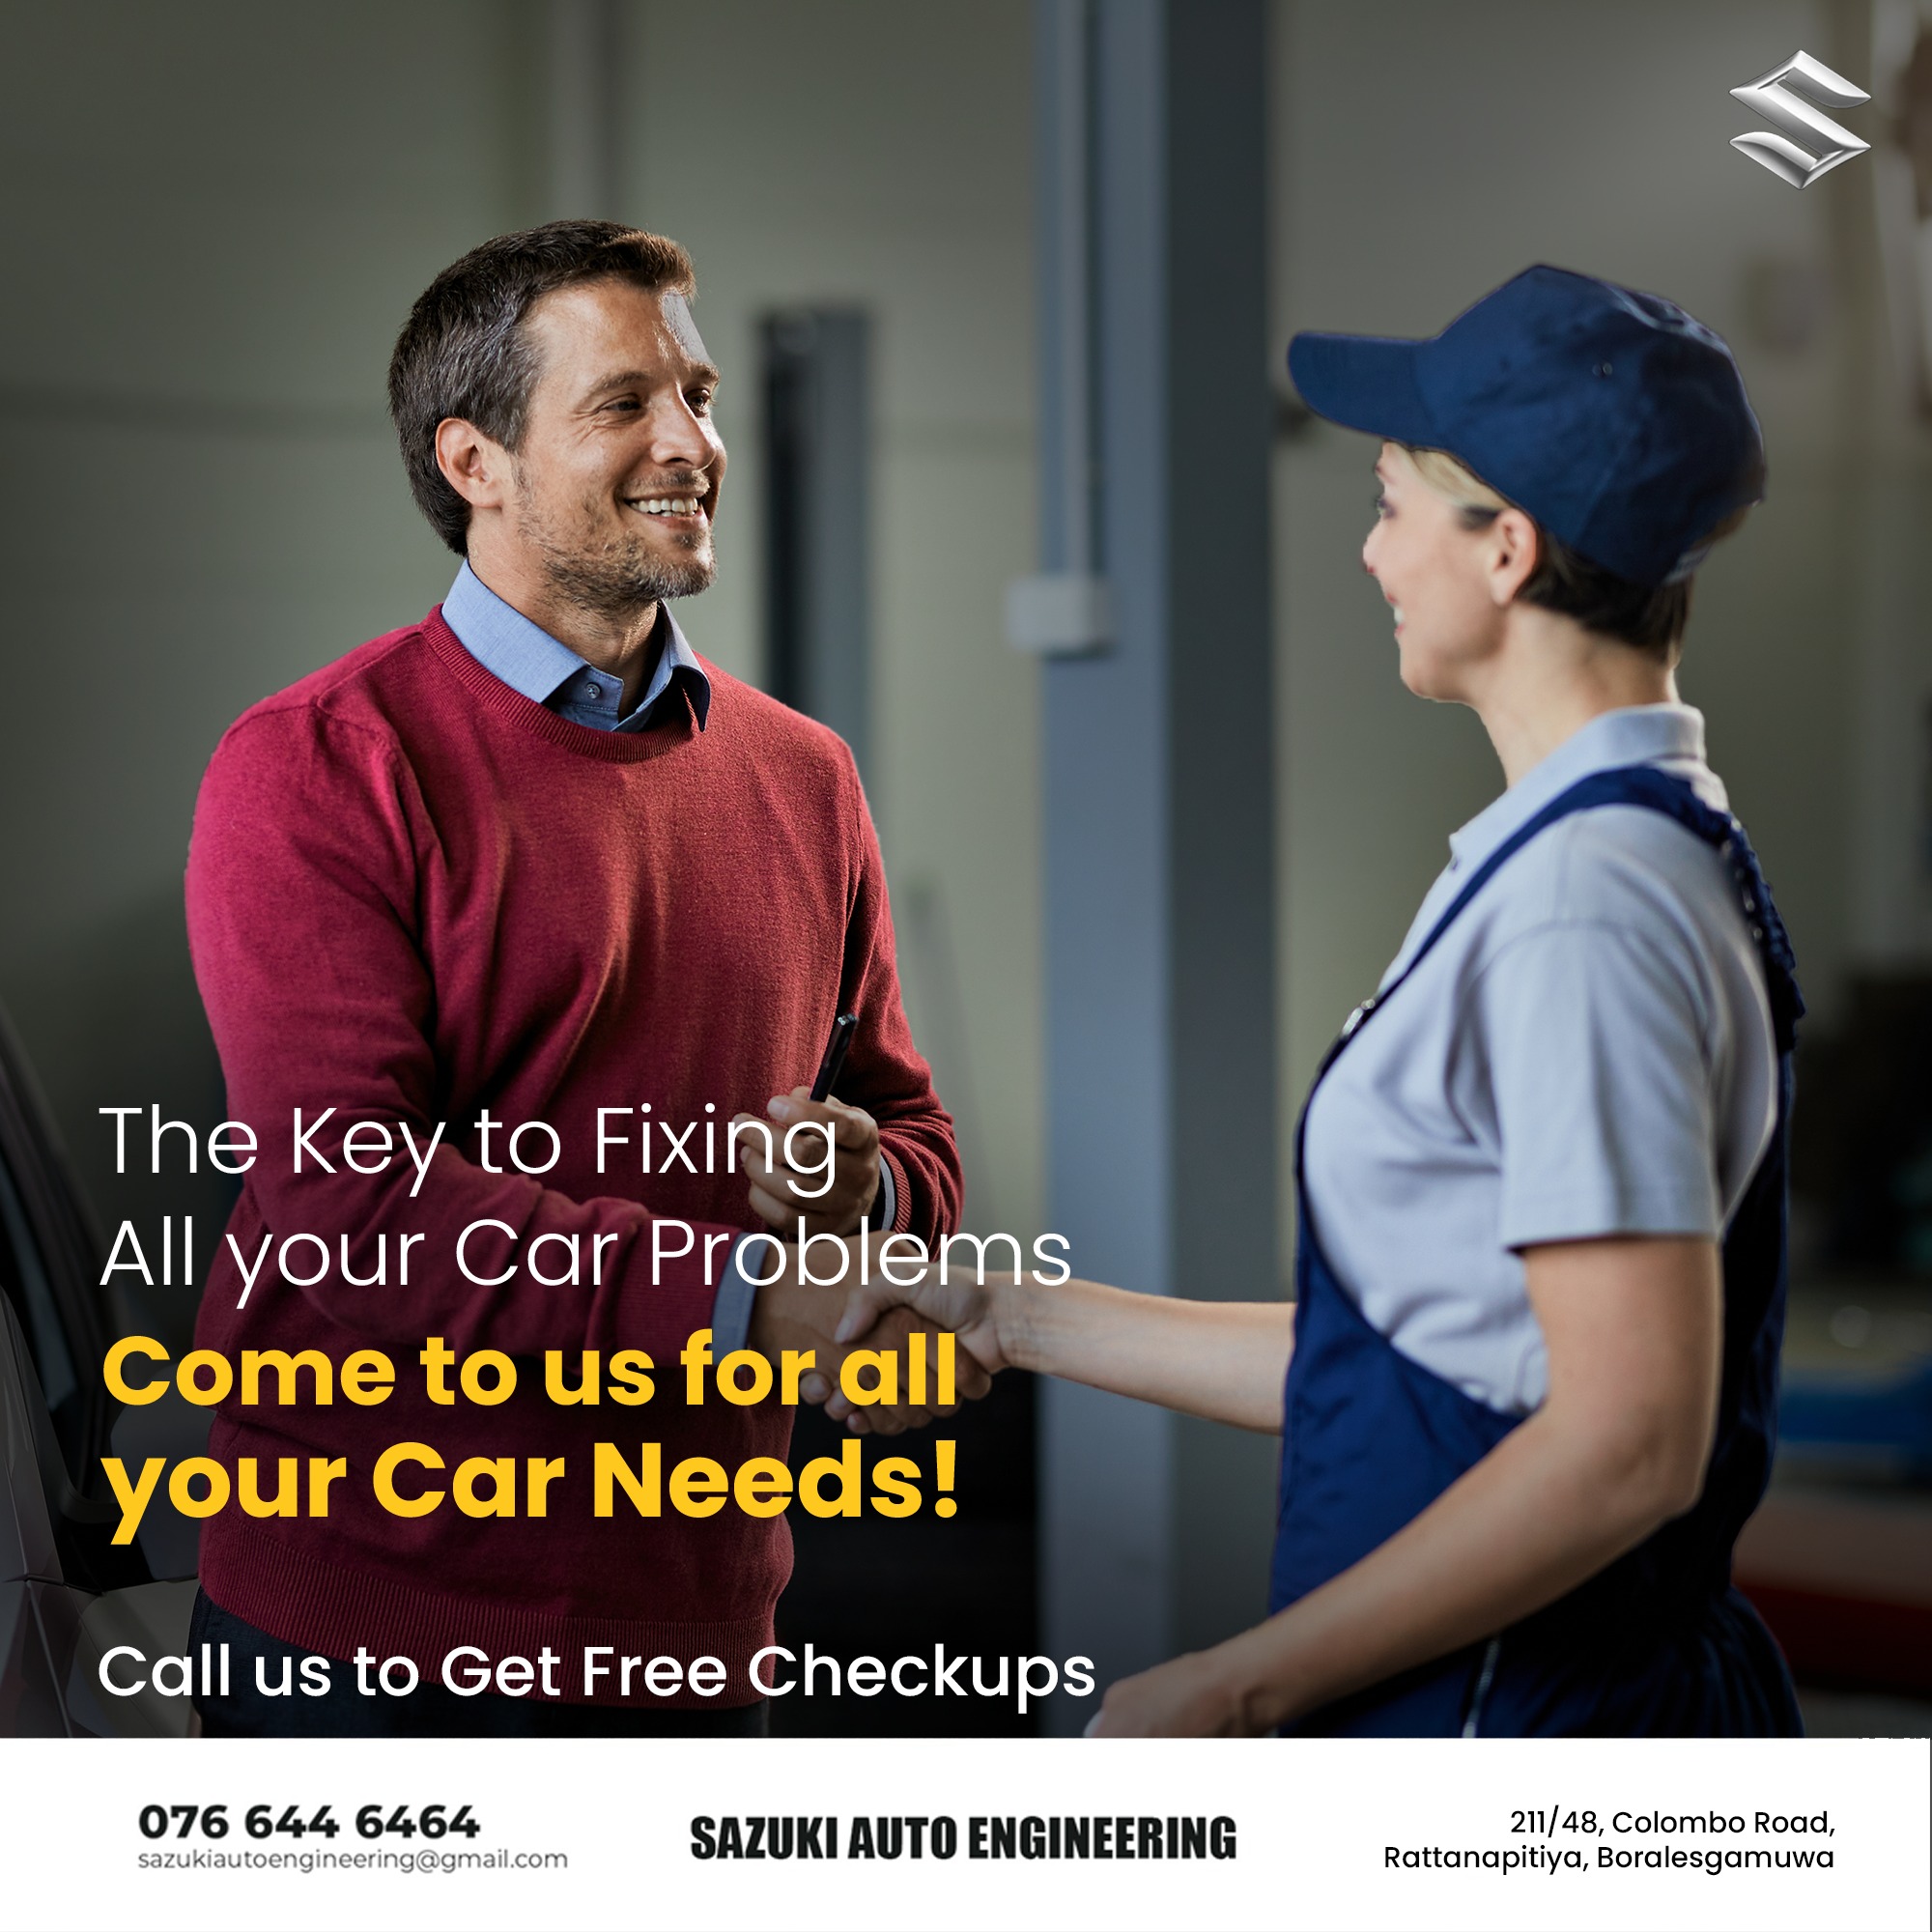 The Key to Fixing
All your Car Problems
Come to us for all
your Car Needs!
Call us to Get Free Checkups
076 644 6464
sazukiautoengineering@gmail.com
SAZUKI AUTO ENGINEERING
211/48, Colombo Road,
Rattanapitiya, Boralesgamuwa